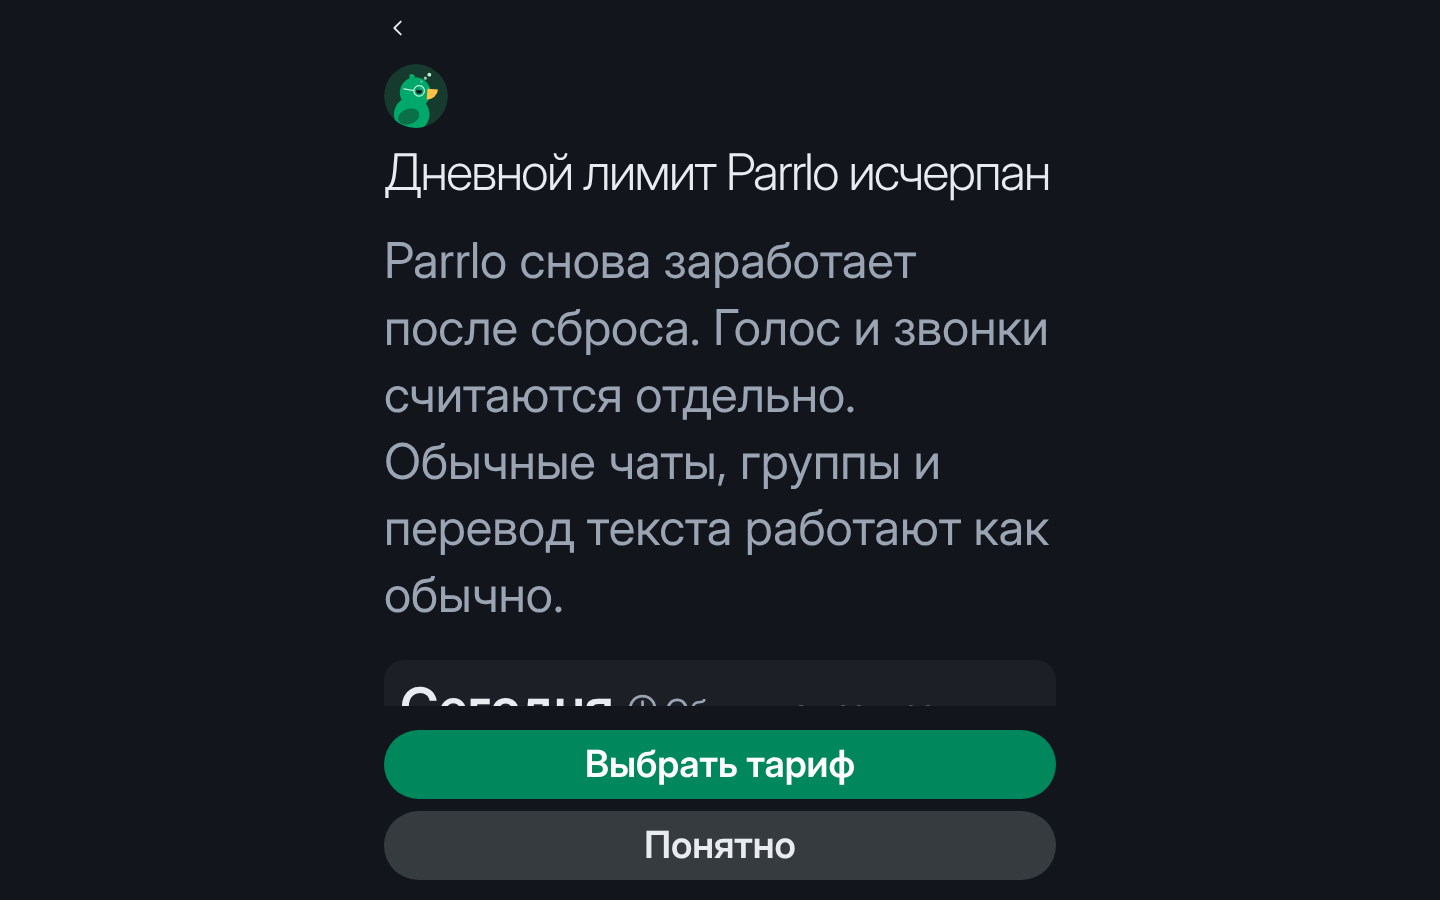 Дневной лимит Parrlo исчерпан
Parrlo снова заработает
после сброса. Голос и звонки
считаются отдельно.
Обычные чаты, группы и
перевод текста работают как
обычно.
Сегодня
Выбрать тариф
Понятно